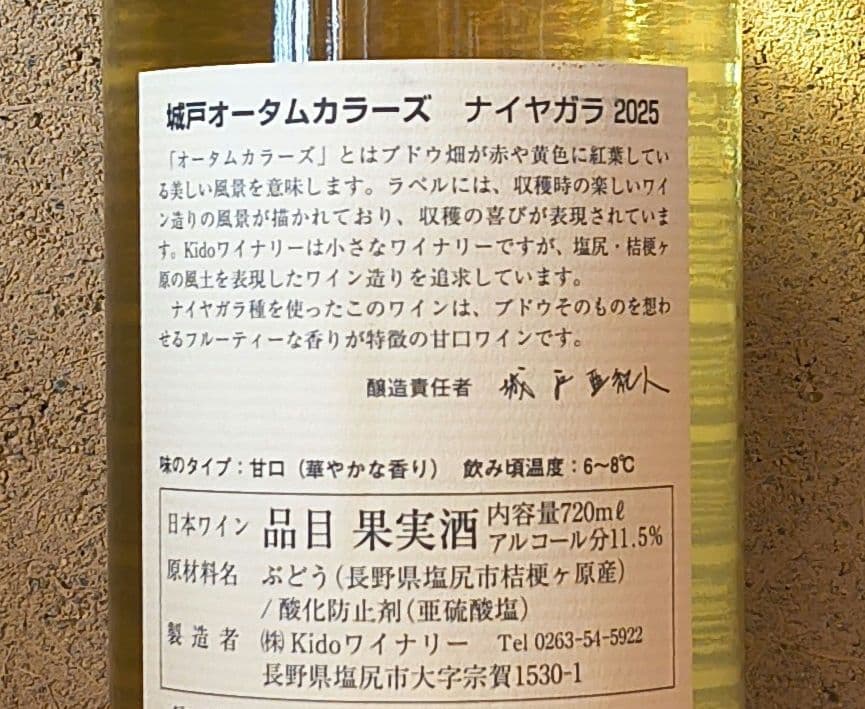 城戸オータムカラーズ　ナイヤガラ 2025
「オータムカラーズ」とはブドウ畑が赤や黄色に紅葉してい
る美しい風景を意味します。ラベルには、収穫時の楽しいワイ
ン造りの風景が描かれており、収穫の喜びが表現されていま
す。Kidoワイナリーは小さなワイナリーですが、塩尻・桔梗ヶ
原の風土を表現したワイン造りを追求しています。
ナイヤガラ種を使ったこのワインは、ブドウそのものを想わ
せるフルーティーな香りが特徴の甘口ワインです。
醸造責任者　城戸亜紀人
味のタイプ：甘口（華やかな香り）　飲み頃温度：6〜8℃
日本ワイン 品目 果実酒 内容量720mℓ
アルコール分11.5%
原材料名 ぶどう（長野県塩尻市桔梗ヶ原産）
/ 酸化防止剤（亜硫酸塩）
製造者 ㈱Kidoワイナリー　Tel 0263-54-5922
長野県塩尻市大字宗賀1530-1